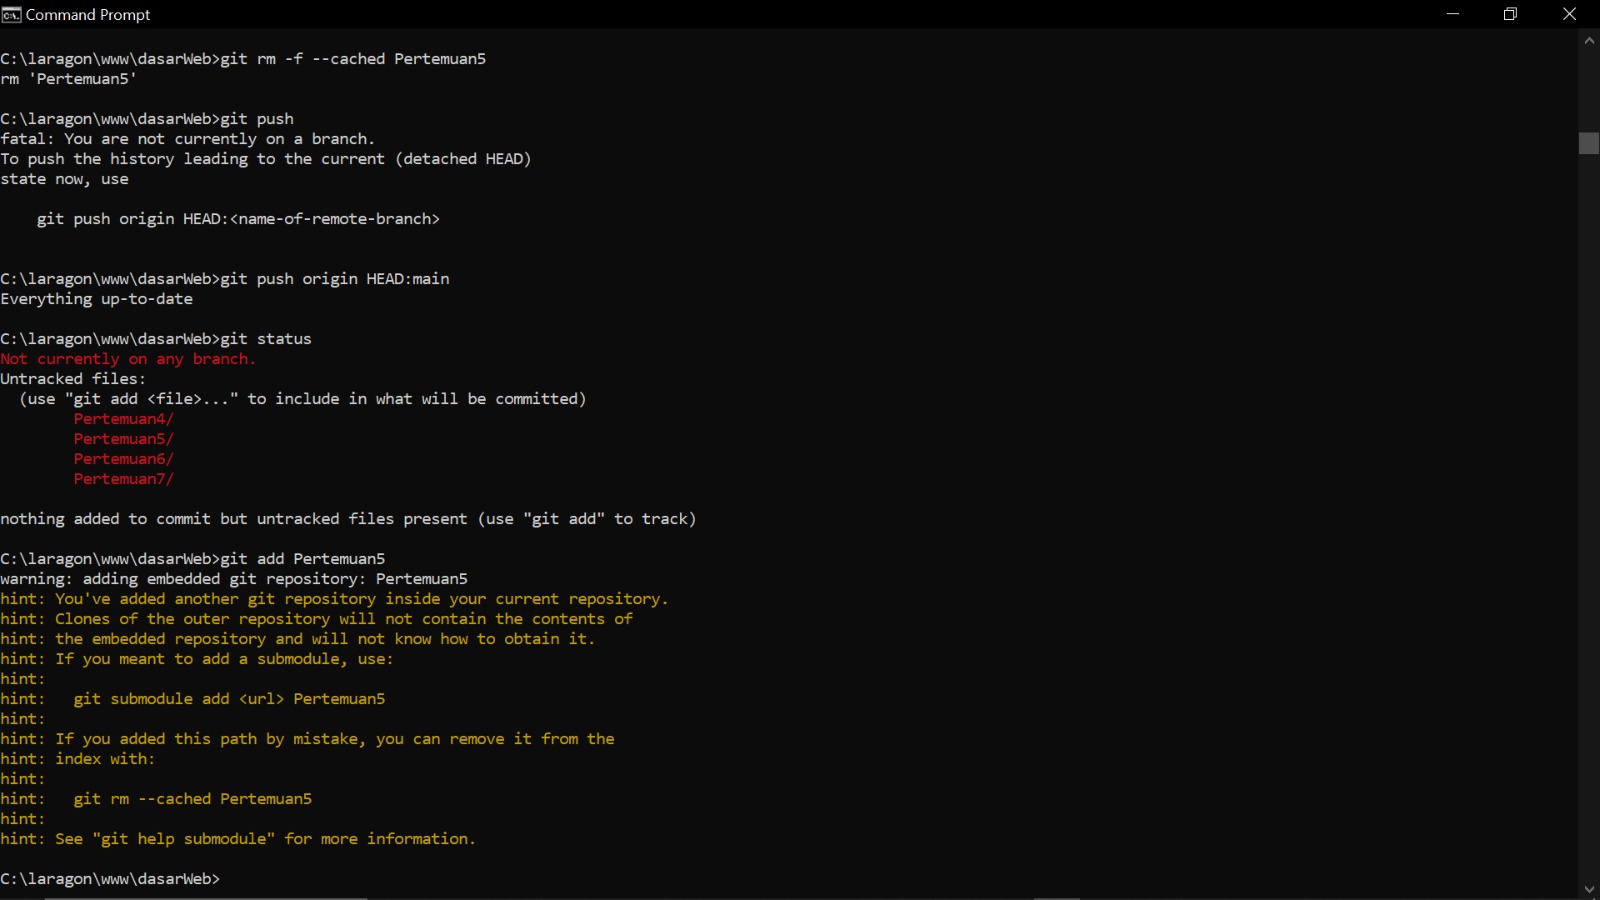 Command Prompt
C:\laragon\www\dasarWeb>git rm -f --cached Pertemuan5
rm 'Pertemuan5'
C:\laragon\www\dasarWeb>git push
fatal: You are not currently on a branch.
To push the history leading to the current (detached HEAD)
state now, use
    git push origin HEAD:<name-of-remote-branch>
C:\laragon\www\dasarWeb>git push origin HEAD:main
Everything up-to-date
C:\laragon\www\dasarWeb>git status
Not currently on any branch.
Untracked files:
  (use "git add <file>..." to include in what will be committed)
        Pertemuan4/
        Pertemuan5/
        Pertemuan6/
        Pertemuan7/
nothing added to commit but untracked files present (use "git add" to track)
C:\laragon\www\dasarWeb>git add Pertemuan5
warning: adding embedded git repository: Pertemuan5
hint: You've added another git repository inside your current repository.
hint: Clones of the outer repository will not contain the contents of
hint: the embedded repository and will not know how to obtain it.
hint: If you meant to add a submodule, use:
hint:
hint:   git submodule add <url> Pertemuan5
hint:
hint: If you added this path by mistake, you can remove it from the
hint: index with:
hint:
hint:   git rm --cached Pertemuan5
hint:
hint: See "git help submodule" for more information.
C:\laragon\www\dasarWeb>